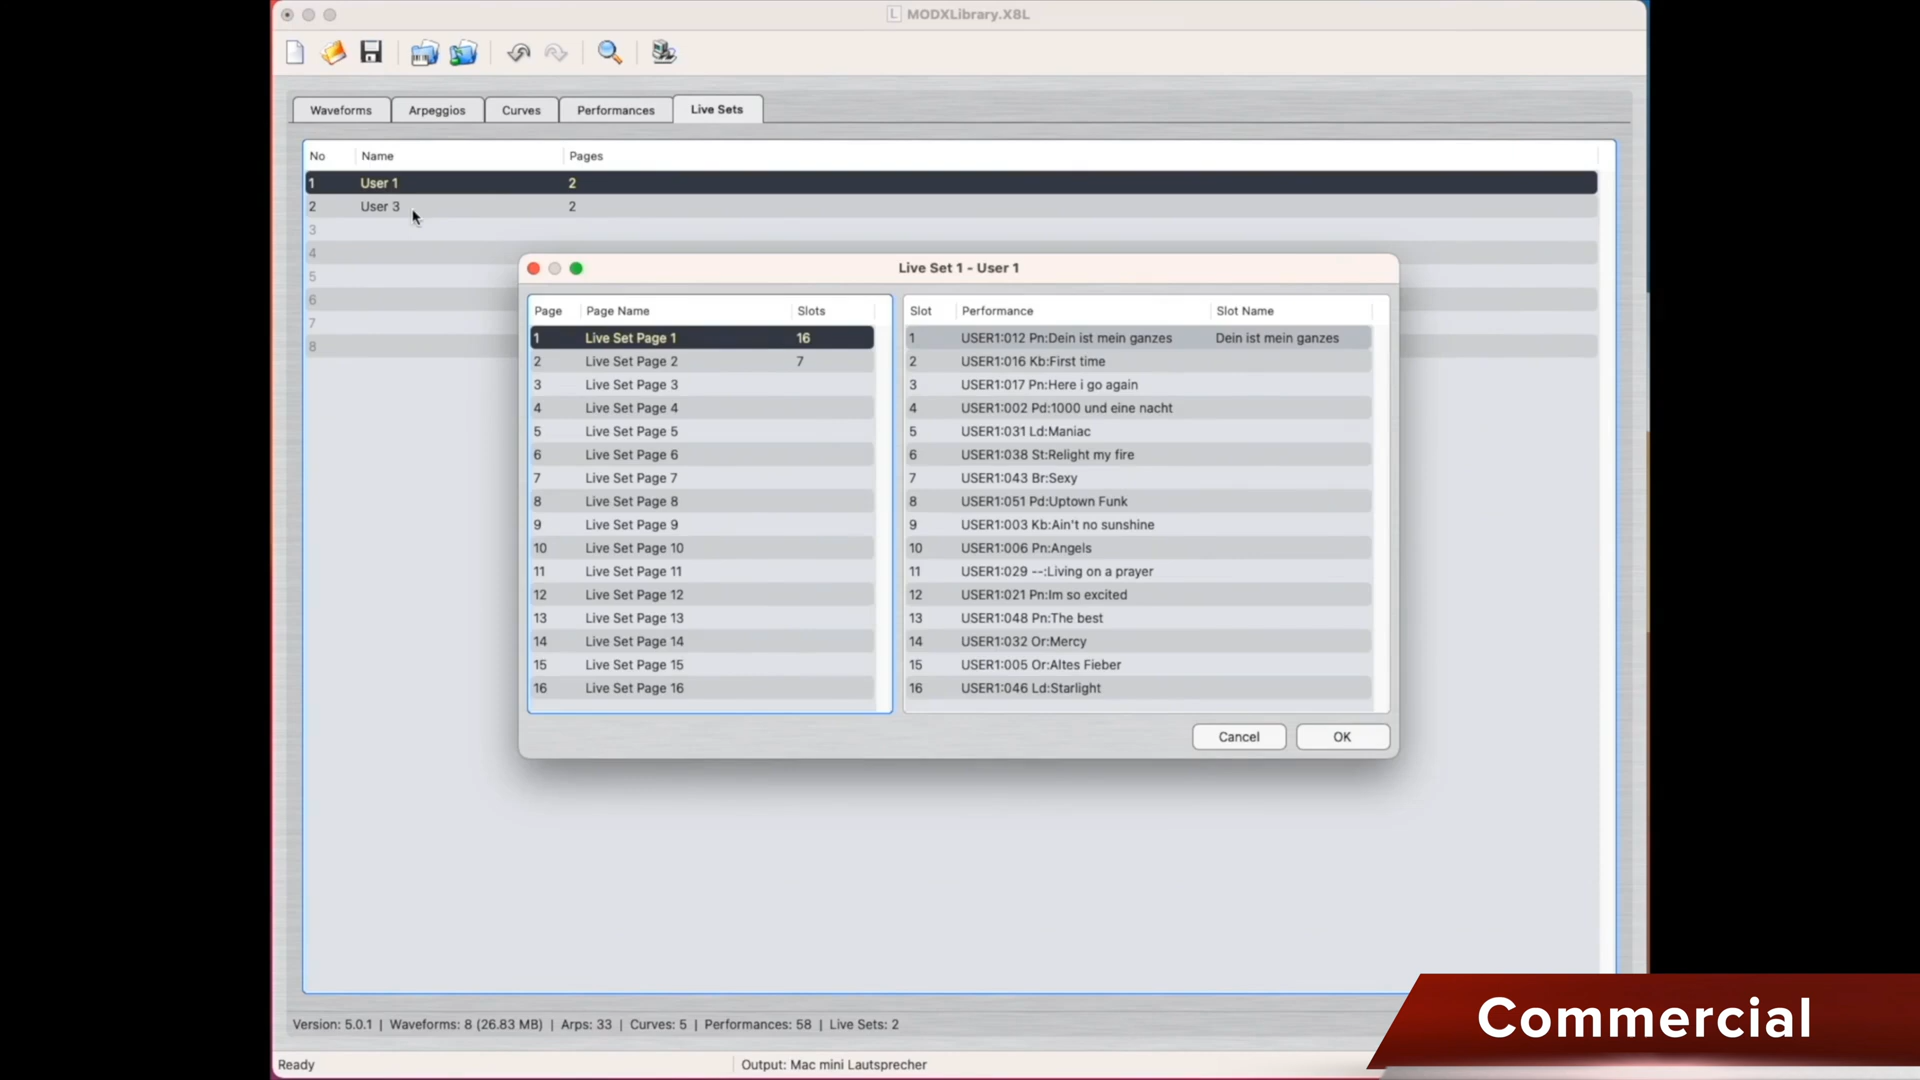 MODXLibrary.X8L
Waveforms Arpeggios Curves Performances Live Sets
No Name Pages
1 User 1 2
2 User 3 2
3
4
5
6
7
8
Live Set 1 - User 1
Page Page Name Slots
1 Live Set Page 1 16
2 Live Set Page 2 7
3 Live Set Page 3
4 Live Set Page 4
5 Live Set Page 5
6 Live Set Page 6
7 Live Set Page 7
8 Live Set Page 8
9 Live Set Page 9
10 Live Set Page 10
11 Live Set Page 11
12 Live Set Page 12
13 Live Set Page 13
14 Live Set Page 14
15 Live Set Page 15
16 Live Set Page 16
Slot Performance Slot Name
1 USER1:012 Pn:Dein ist mein ganzes Dein ist mein ganzes
2 USER1:016 Kb:First time
3 USER1:017 Pn:Here i go again
4 USER1:002 Pd:1000 und eine nacht
5 USER1:031 Ld:Maniac
6 USER1:038 St:Relight my fire
7 USER1:043 Br:Sexy
8 USER1:051 Pd:Uptown Funk
9 USER1:003 Kb:Ain't no sunshine
10 USER1:006 Pn:Angels
11 USER1:029 --:Living on a prayer
12 USER1:021 Pn:Im so excited
13 USER1:048 Pn:The best
14 USER1:032 Or:Mercy
15 USER1:005 Or:Altes Fieber
16 USER1:046 Ld:Starlight
Cancel OK
Version: 5.0.1 | Waveforms: 8 (26.83 MB) | Arps: 33 | Curves: 5 | Performances: 58 | Live Sets: 2
Commercial
Ready Output: Mac mini Lautsprecher